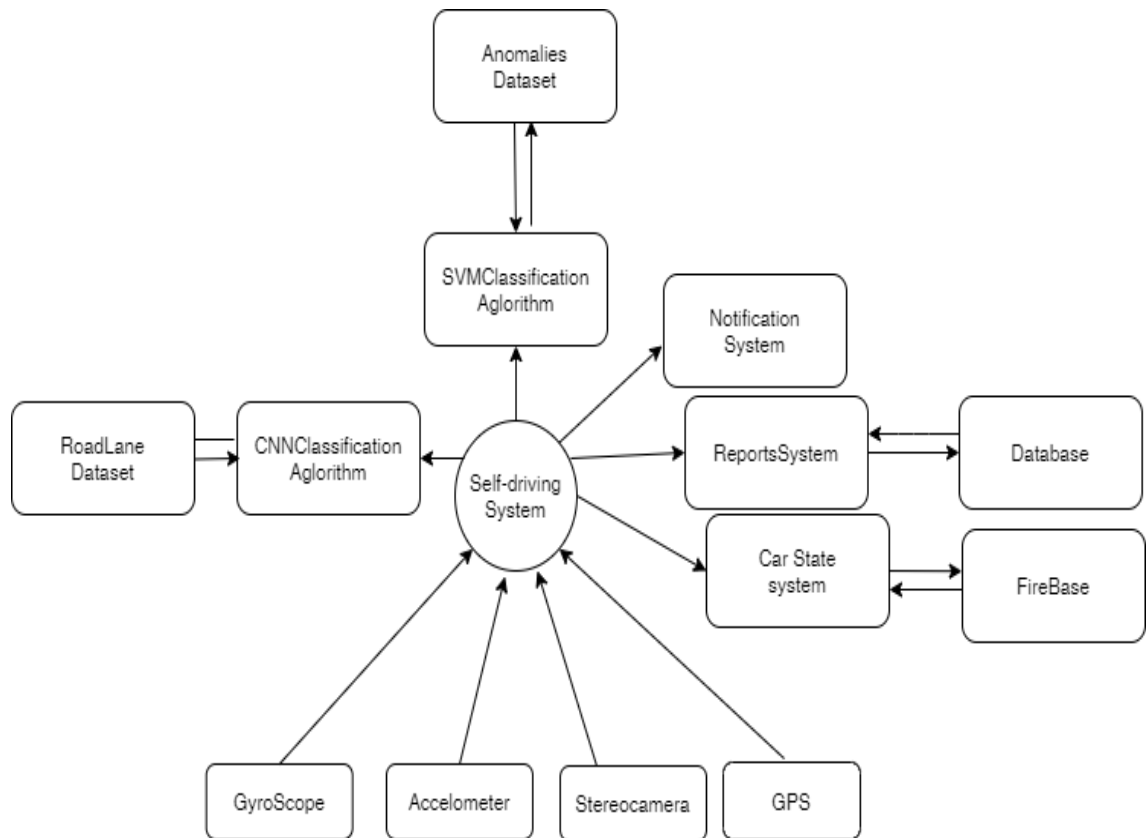 Anomalies
Dataset
SVMClassification
Aglorithm
Notification
System
RoadLane
Dataset
CNNClassification
Aglorithm
Self-driving
System
ReportsSystem
Database
Car State
system
FireBase
GyroScope
Accelometer
Stereocamera
GPS